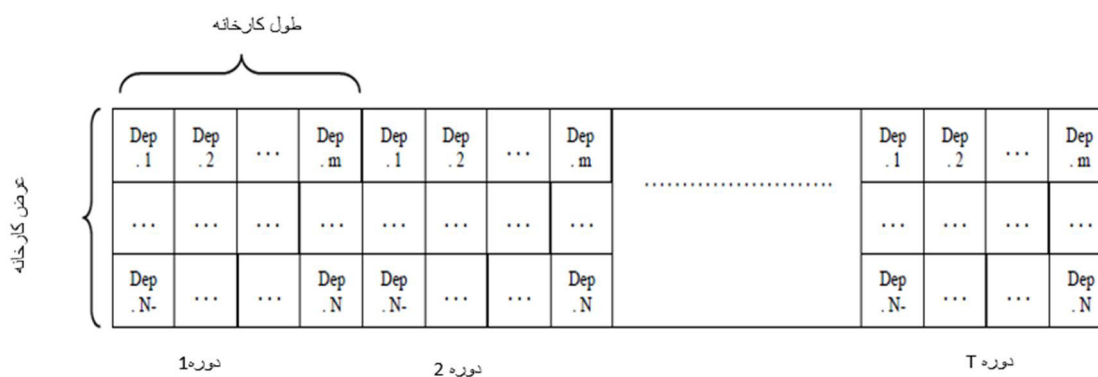 طول کارخانه
عرض کارخانه
Dep Dep ... Dep Dep Dep ... Dep Dep Dep ... Dep
.1 .2 .m .1 .2 .m .......................... .1 .2 .m
... ... ... ... ... ... ... ... ... ... ... ...
Dep ... ... Dep Dep ... ... Dep Dep ... ... Dep
.N- .N .N- .N .N- .N
دوره1 دوره 2 دوره T